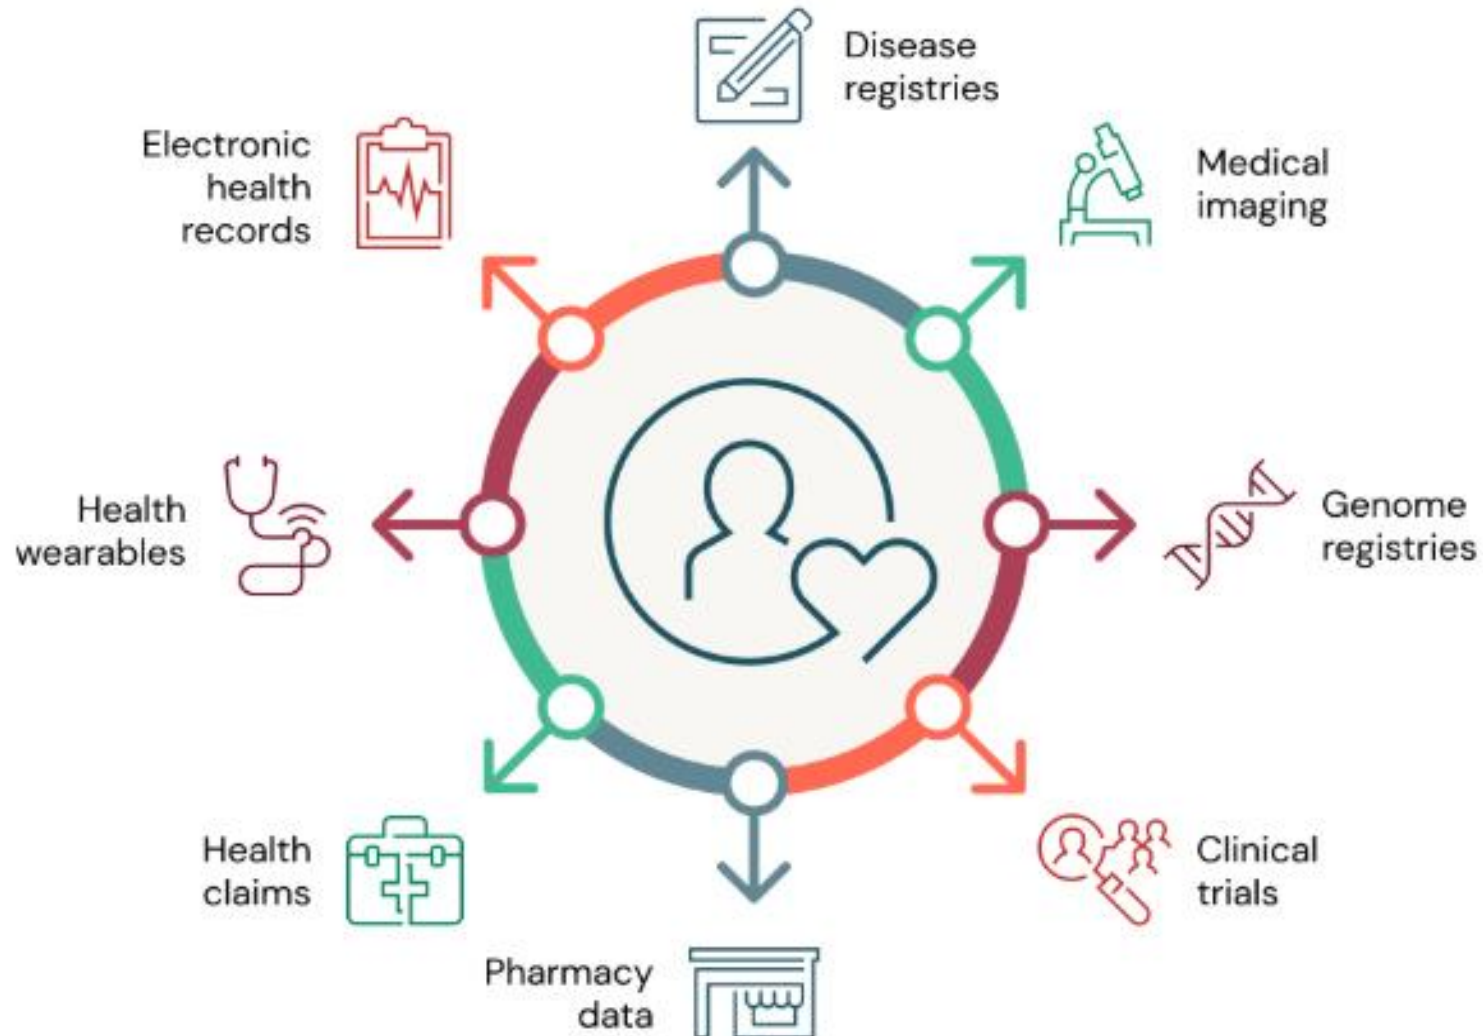 Disease
registries
Electronic
health
records
Medical
imaging
Health
wearables
Genome
registries
Health
claims
Clinical
trials
Pharmacy
data